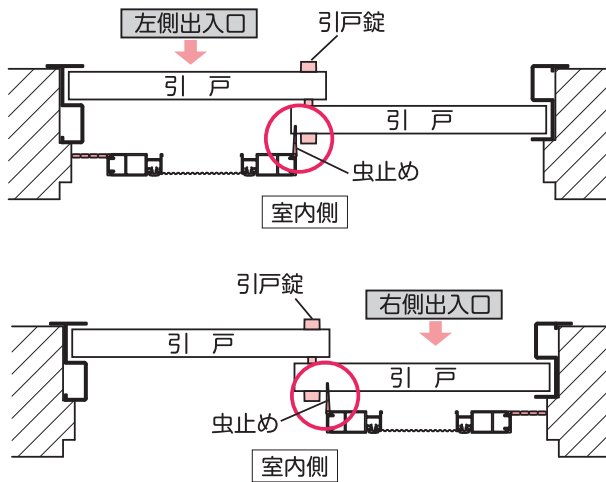 左側出入口
引戸錠
引 戸
引 戸
虫止め
室内側
引戸錠
右側出入口
引 戸
引 戸
虫止め
室内側